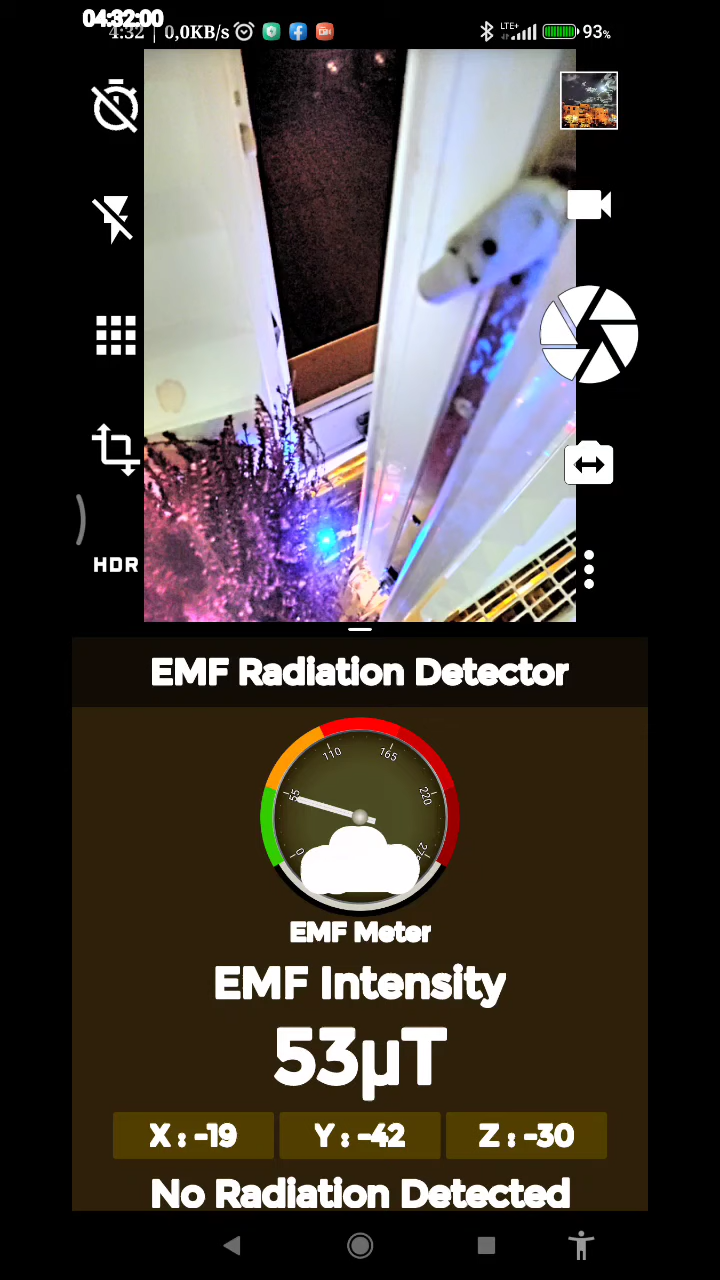 04:32:00
4:32 | 0,0KB/s LTE+ 93%
HDR
EMF Radiation Detector
110 165
55 220
0
EMF Meter
EMF Intensity
53µT
X : -19 Y : -42 Z : -30
No Radiation Detected